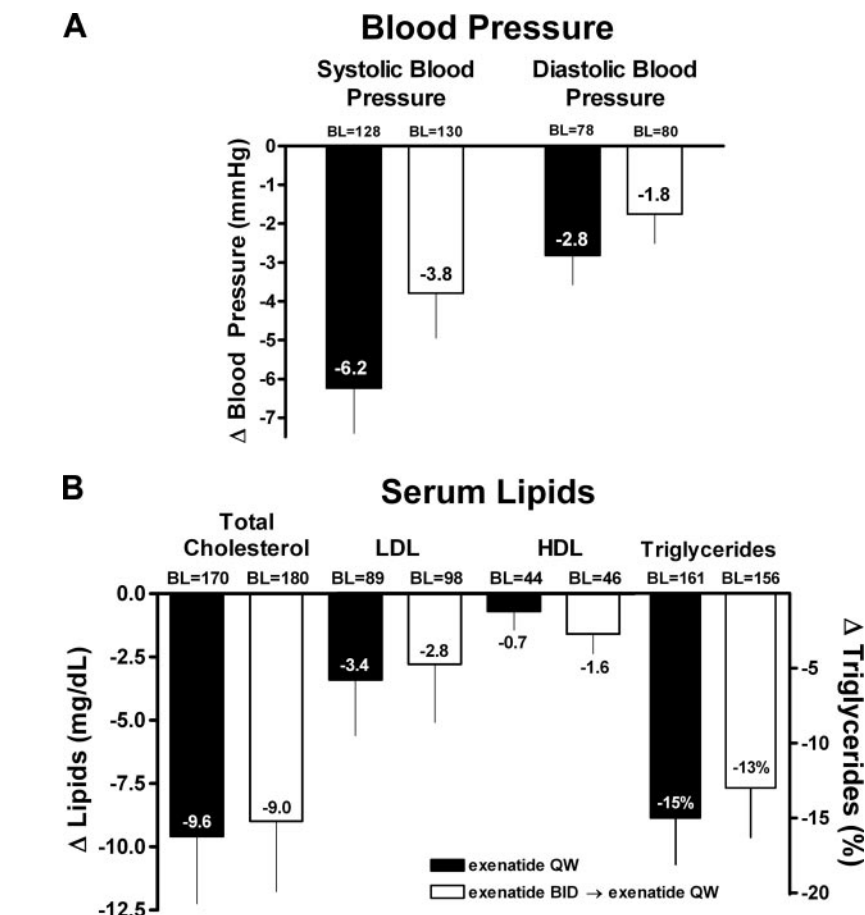 A
Blood Pressure
Systolic Blood
Pressure
Diastolic Blood
Pressure
BL=128
BL=130
BL=78
BL=80
Δ Blood Pressure (mmHg)
0
-1
-2
-3
-4
-5
-6
-7
-6.2
-3.8
-2.8
-1.8
B
Serum Lipids
Total
Cholesterol
LDL
HDL
Triglycerides
BL=170
BL=180
BL=89
BL=98
BL=44
BL=46
BL=161
BL=156
Δ Lipids (mg/dL)
0.0
-2.5
-5.0
-7.5
-10.0
-12.5
-9.6
-9.0
-3.4
-2.8
-0.7
-1.6
-15%
-13%
Δ Triglycerides (%)
-5
-10
-15
-20
exenatide QW
exenatide BID → exenatide QW